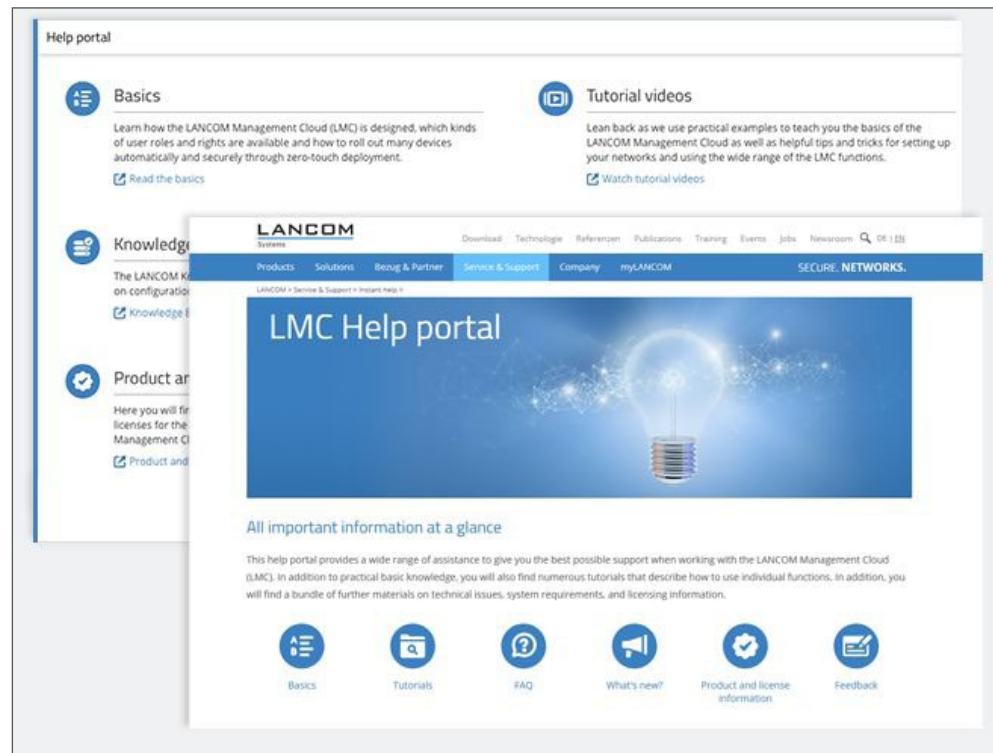 Help portal
Basics
Learn how the LANCOM Management Cloud (LMC) is designed, which kinds
of user roles and rights are available and how to roll out many devices
automatically and securely through zero-touch deployment.
Read the basics
Tutorial videos
Lean back as we use practical examples to teach you the basics of the
LANCOM Management Cloud as well as helpful tips and tricks for setting up
your networks and using the wide range of the LMC functions.
Watch tutorial videos
Knowledge
The LANCOM
on configuration
Knowledge
Product
Here you will
licenses for the
Management
Product and
LANCOM
Systems
Download Technologie Referenzen Publications Training Events Jobs Newsroom DE | EN
Products Solutions Bezug & Partner Service & Support Company myLANCOM SECURE. NETWORKS.
LANCOM > Service & Support > Instant help >
LMC Help portal
All important information at a glance
This help portal provides a wide range of assistance to give you the best possible support when working with the LANCOM Management Cloud
(LMC). In addition to practical basic knowledge, you will also find numerous tutorials that describe how to use individual functions. In addition, you
will find a bundle of further materials on technical issues, system requirements, and licensing information.
Basics
Tutorials
FAQ
What's new?
Product and license
information
Feedback